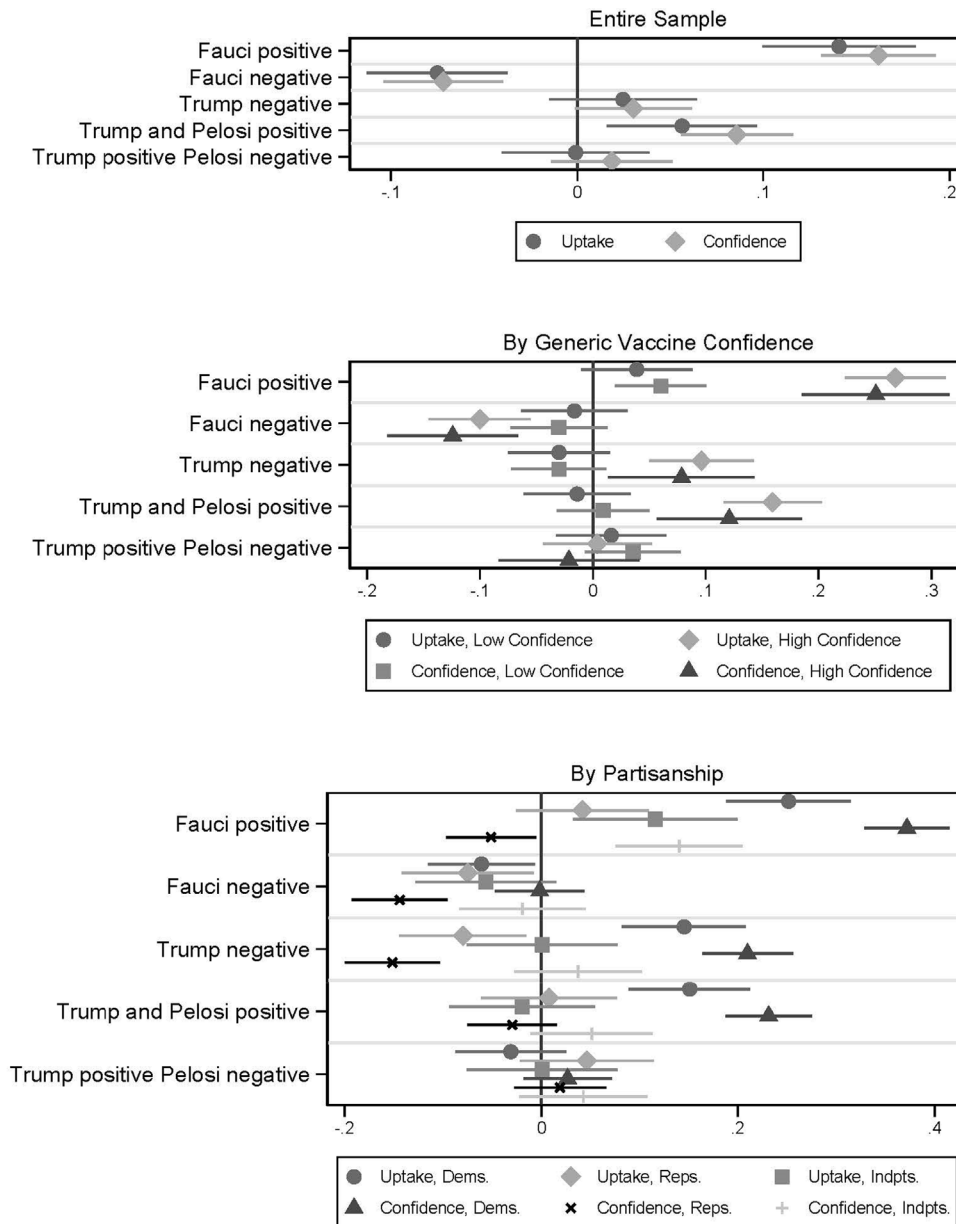 Entire Sample
Fauci positive
Fauci negative
Trump negative
Trump and Pelosi positive
Trump positive Pelosi negative
-.1 0 .1 .2
Uptake Confidence
By Generic Vaccine Confidence
Fauci positive
Fauci negative
Trump negative
Trump and Pelosi positive
Trump positive Pelosi negative
-.2 -.1 0 .1 .2 .3
Uptake, Low Confidence Uptake, High Confidence
Confidence, Low Confidence Confidence, High Confidence
By Partisanship
Fauci positive
Fauci negative
Trump negative
Trump and Pelosi positive
Trump positive Pelosi negative
-.2 0 .2 .4
Uptake, Dems. Uptake, Reps. Uptake, Indpts.
Confidence, Dems. Confidence, Reps. Confidence, Indpts.